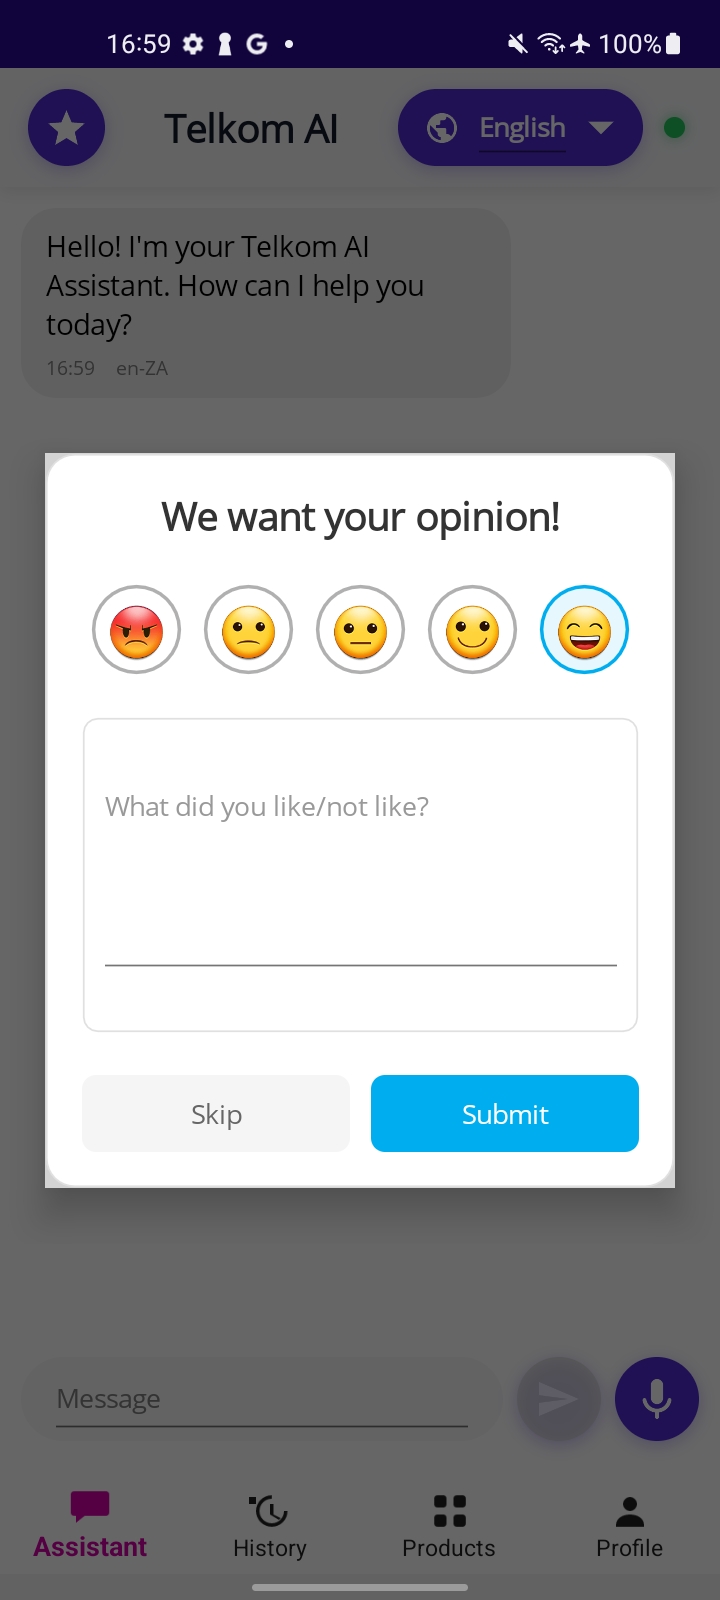 16:59
100%
Telkom AI
English
Hello! I'm your Telkom AI
Assistant. How can I help you
today?
16:59 en-ZA
We want your opinion!
What did you like/not like?
Skip
Submit
Message
Assistant
History
Products
Profile